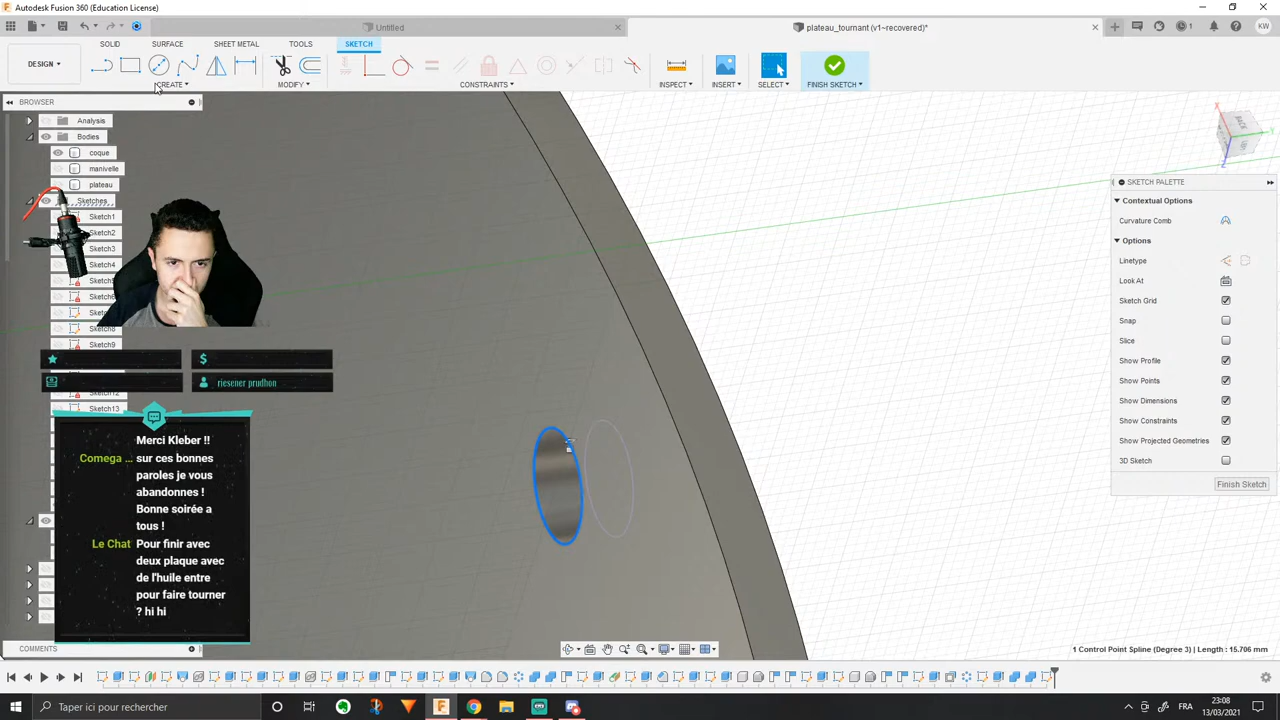 Autodesk Fusion 360 (Education License)
Untitled
plateau_tournant (v1~recovered)*
1
KW
DESIGN
SOLID
SURFACE
SHEET METAL
TOOLS
SKETCH
CREATE
MODIFY
CONSTRAINTS
INSPECT
INSERT
SELECT
FINISH SKETCH
BROWSER
Analysis
Bodies
coque
manivelle
plateau
Sketches
Sketch1
Sketch2
Sketch3
Sketch4
Sketch8
Sketch9
Sketch12
Sketch13
BACK
SKETCH PALETTE
Contextual Options
Curvature Comb
Options
Linetype
Look At
Sketch Grid
Snap
Slice
Show Profile
Show Points
Show Dimensions
Show Constraints
Show Projected Geometries
3D Sketch
Finish Sketch
riesener prudhon
Merci Kleber !!
Comega ... sur ces bonnes
paroles je vous
abandonnes !
Bonne soirée a
tous !
Le Chat Pour finir avec
deux plaque avec
de l'huile entre
pour faire tourner
? hi hi
COMMENTS
1 Control Point Spline (Degree 3) | Length : 15.706 mm
Taper ici pour rechercher
FRA
23:08
13/03/2021